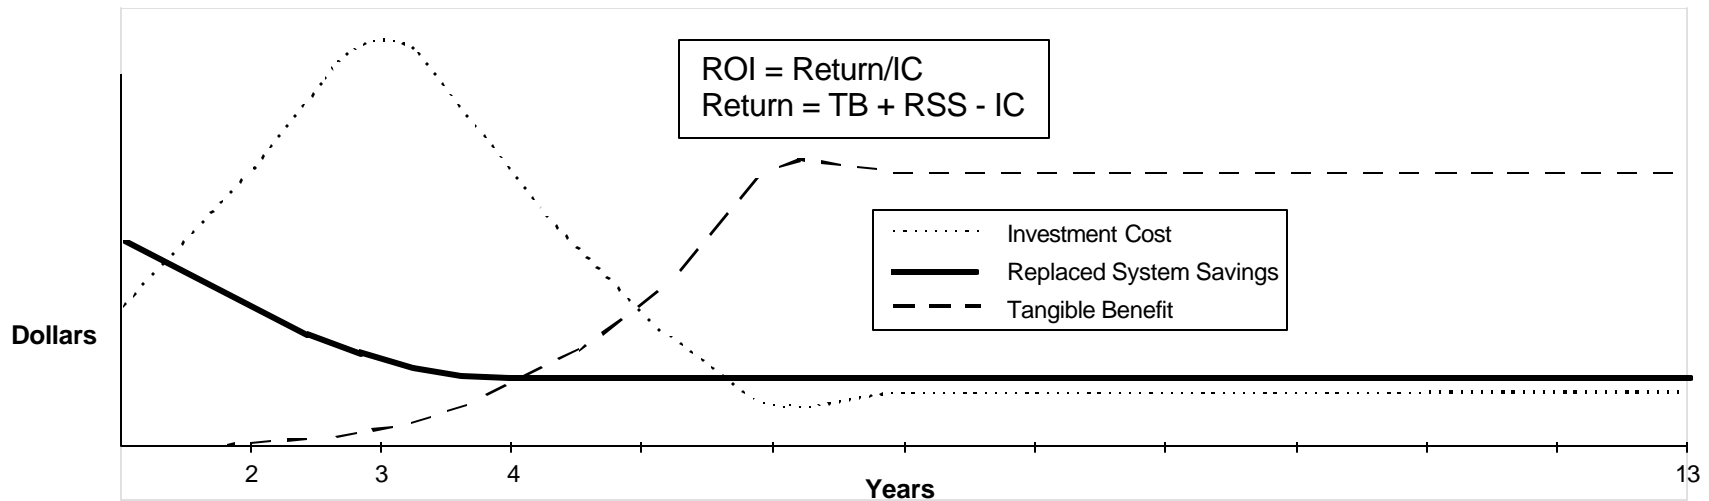 ROI = Return/IC
Return = TB + RSS - IC
Investment Cost
Replaced System Savings
Tangible Benefit
Dollars
2 3 4 13
Years